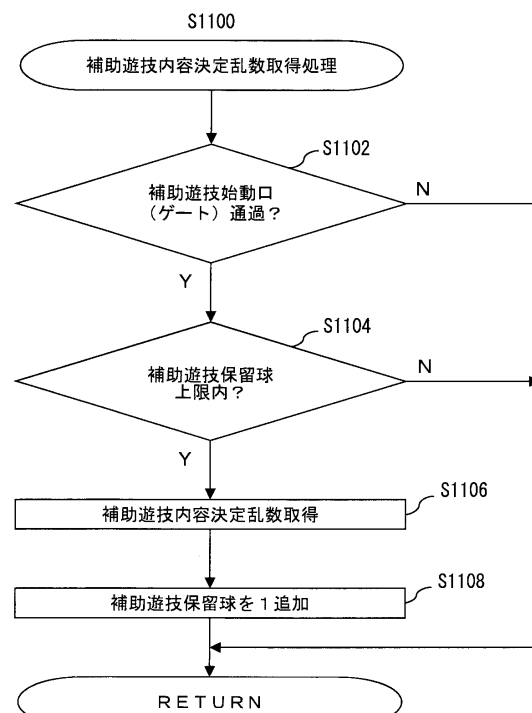 S1100
補助遊技内容決定乱数取得処理
S1102
補助遊技始動口
(ゲート)通過?
N
Y
S1104
補助遊技保留球
上限内?
N
Y
S1106
補助遊技内容決定乱数取得
S1108
補助遊技保留球を1追加
RETURN